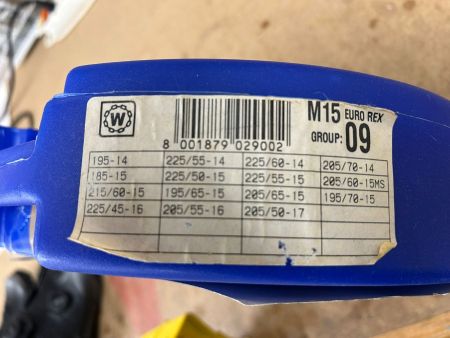 W
M15 EURO REX
GROUP: 09
8 001879 029002
195-14 225/55-14 225/60-14 205/70-14
185-15 225/50-15 225/55-15 205/60-15MS
215/60-15 195/65-15 205/65-15 195/70-15
225/45-16 205/55-16 205/50-17